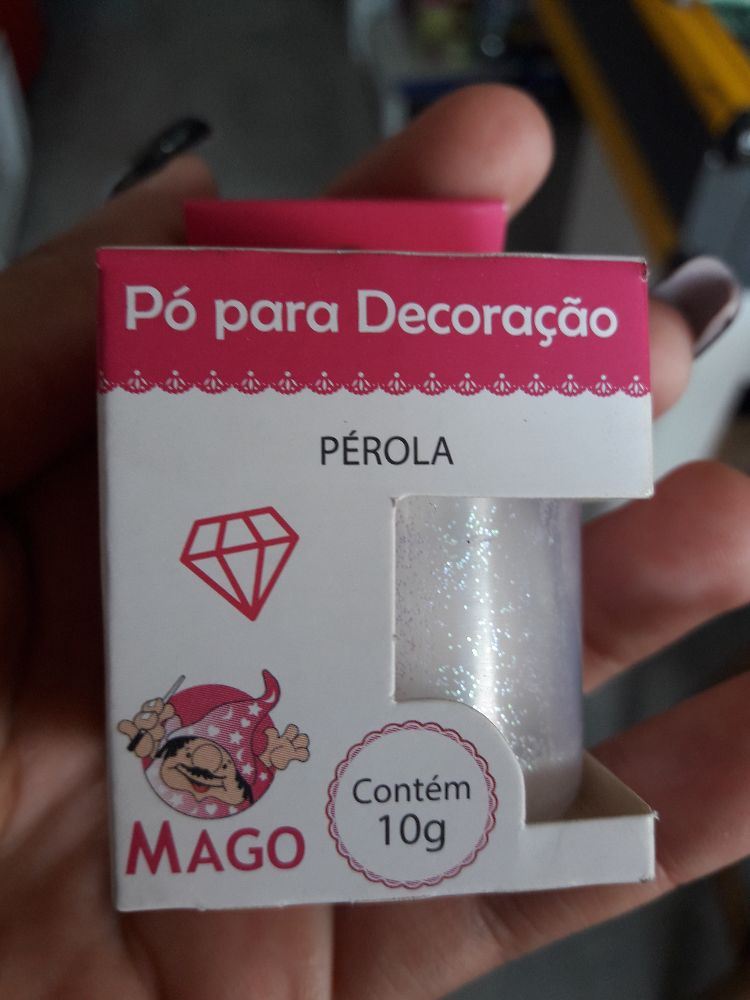 Pó para Decoração
PÉROLA
MAGO
Contém
10g